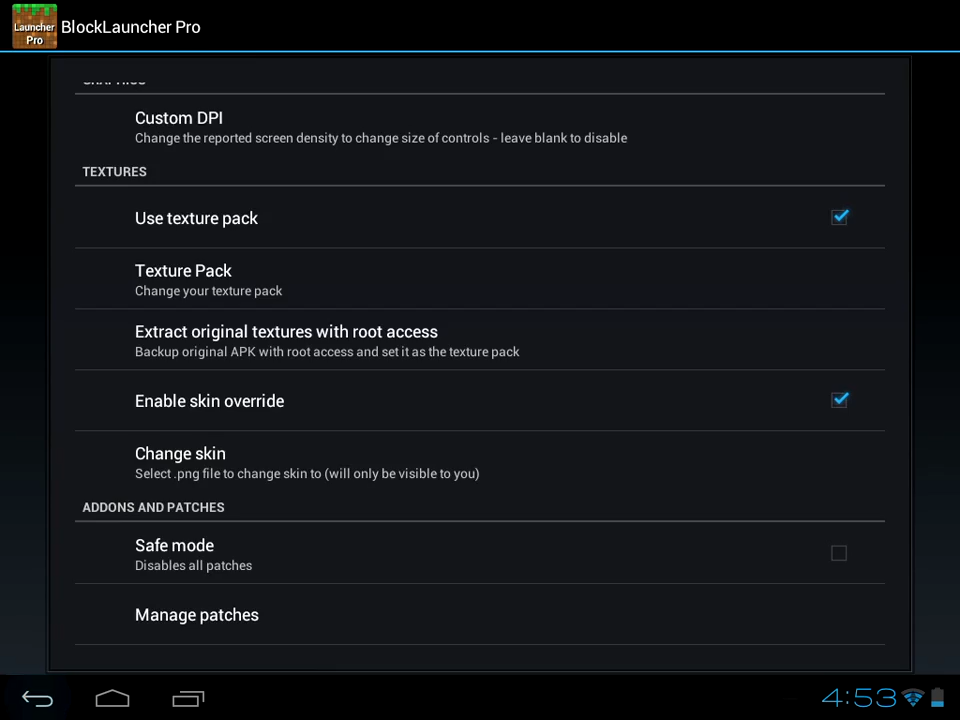 Launcher
Pro
BlockLauncher Pro
GRAPHICS
Custom DPI
Change the reported screen density to change size of controls - leave blank to disable
TEXTURES
Use texture pack
Texture Pack
Change your texture pack
Extract original textures with root access
Backup original APK with root access and set it as the texture pack
Enable skin override
Change skin
Select .png file to change skin to (will only be visible to you)
ADDONS AND PATCHES
Safe mode
Disables all patches
Manage patches
4:53